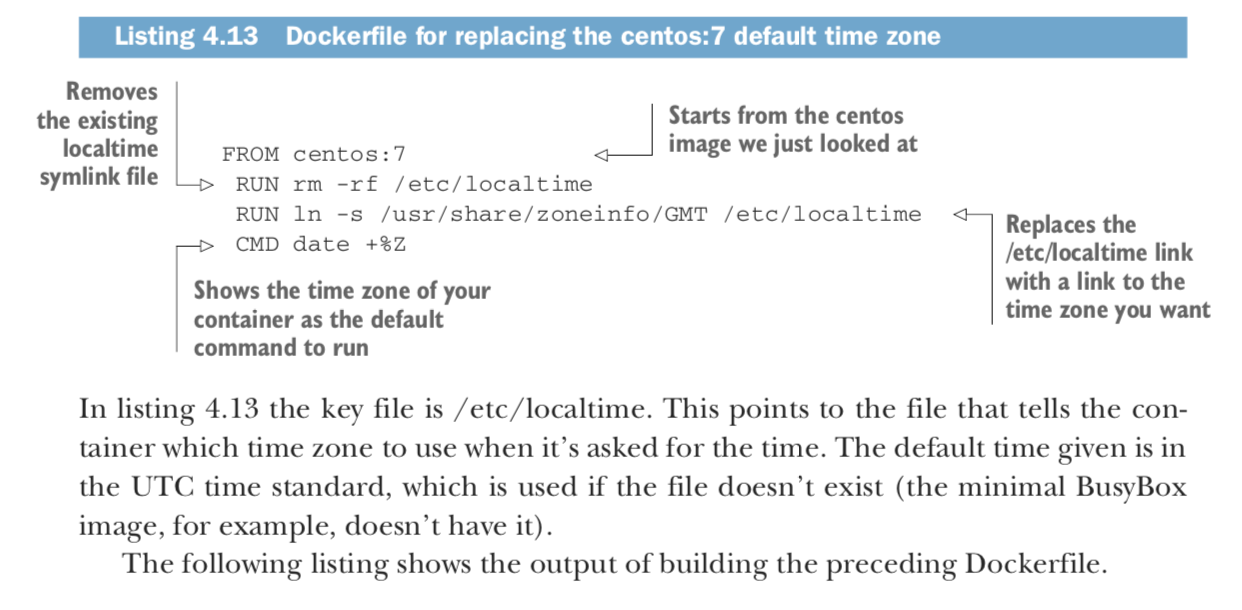 Listing 4.13 Dockerfile for replacing the centos:7 default time zone
Removes
the existing
localtime
symlink file
Starts from the centos
image we just looked at
FROM centos:7
RUN rm -rf /etc/localtime
RUN ln -s /usr/share/zoneinfo/GMT /etc/localtime
CMD date +%Z
Replaces the
/etc/localtime link
with a link to the
time zone you want
Shows the time zone of your
container as the default
command to run
In listing 4.13 the key file is /etc/localtime. This points to the file that tells the con-
tainer which time zone to use when it’s asked for the time. The default time given is in
the UTC time standard, which is used if the file doesn’t exist (the minimal BusyBox
image, for example, doesn’t have it).
The following listing shows the output of building the preceding Dockerfile.